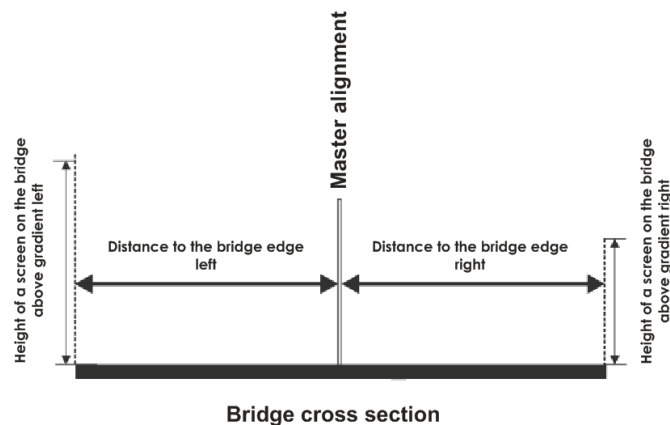 Master alignment
Height of a screen on the bridge
above gradient left
Distance to the bridge edge
left
Distance to the bridge edge
right
Height of a screen on the bridge
above gradient right
Bridge cross section